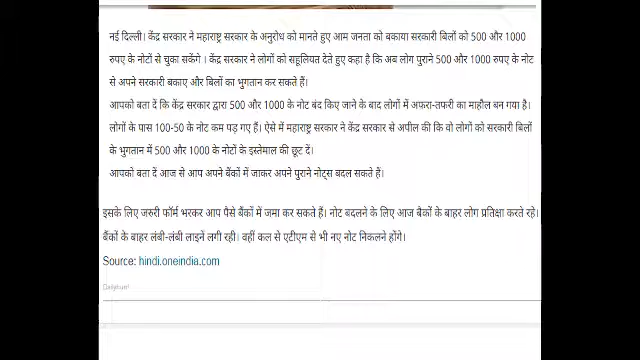 नई दिल्ली। केंद्र सरकार ने महाराष्ट्र सरकार के अनुरोध को मानते हुए आम जनता को बकाया सरकारी बिलों को 500 और 1000
रुपए के नोटों से चुका सकेंगे । केंद्र सरकार ने लोगों को सहूलियत देते हुए कहा है कि अब लोग पुराने 500 और 1000 रुपए के नोट
से अपने सरकारी बकाए और बिलों का भुगतान कर सकते हैं।
आपको बता दें कि केंद्र सरकार द्वारा 500 और 1000 के नोट बंद किए जाने के बाद लोगों में अफरा-तफरी का माहौल बन गया है।
लोगों के पास 100-50 के नोट कम पड़ गए हैं। ऐसे में महाराष्ट्र सरकार ने केंद्र सरकार से अपील की कि वो लोगों को सरकारी बिलों
के भुगतान में 500 और 1000 के नोटों के इस्तेमाल की छूट दें।
आपको बता दें आज से आप अपने बैंकों में जाकर अपने पुराने नोट्स बदल सकते हैं।
इसके लिए जरुरी फॉर्म भरकर आप पैसे बैंकों में जमा कर सकते हैं। नोट बदलने के लिए आज बैकों के बाहर लोग प्रतिक्षा करते रहे।
बैंकों के बाहर लंबी-लंबी लाइनें लगी रही। वहीं कल से एटीएम से भी नए नोट निकलने होंगे।
Source: hindi.oneindia.com
Dailyhunt